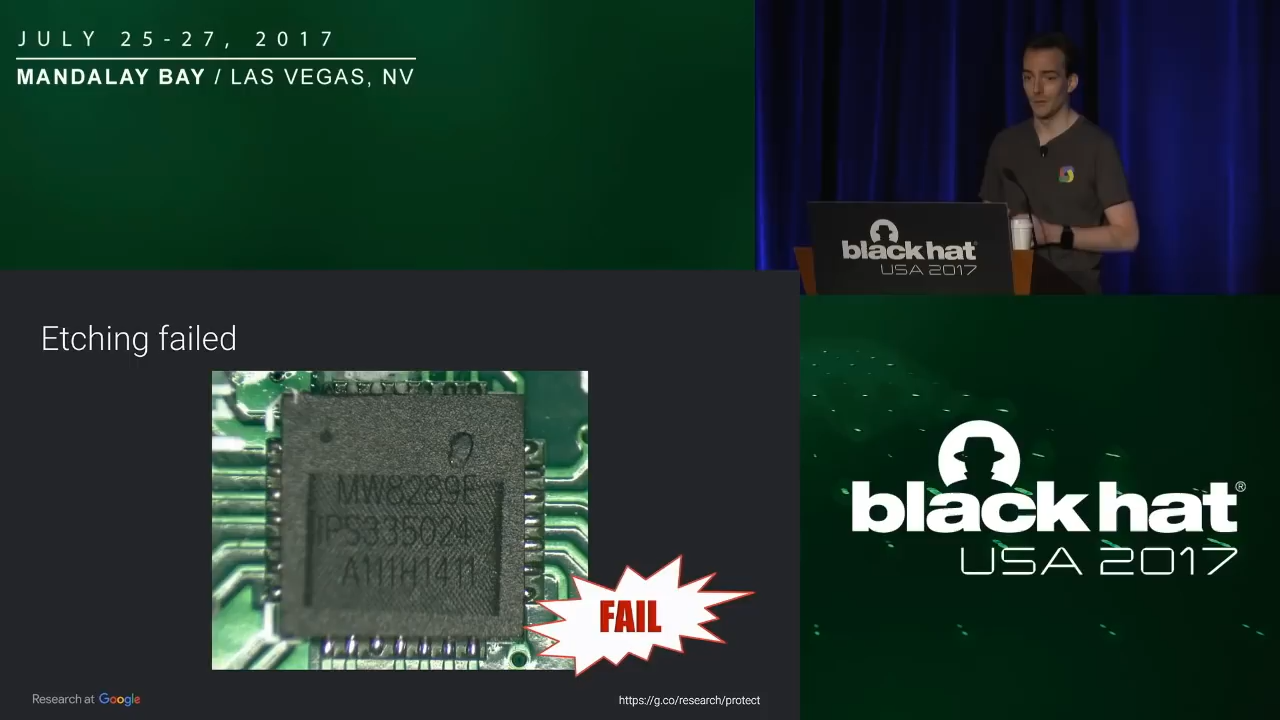 JULY 25-27, 2017
MANDALAY BAY / LAS VEGAS, NV
black hat
USA 2017
Etching failed
MW8289E
IPS335024
A1H1H1411
FAIL
Research at Google
https://g.co/research/protect
black hat®
USA 2017